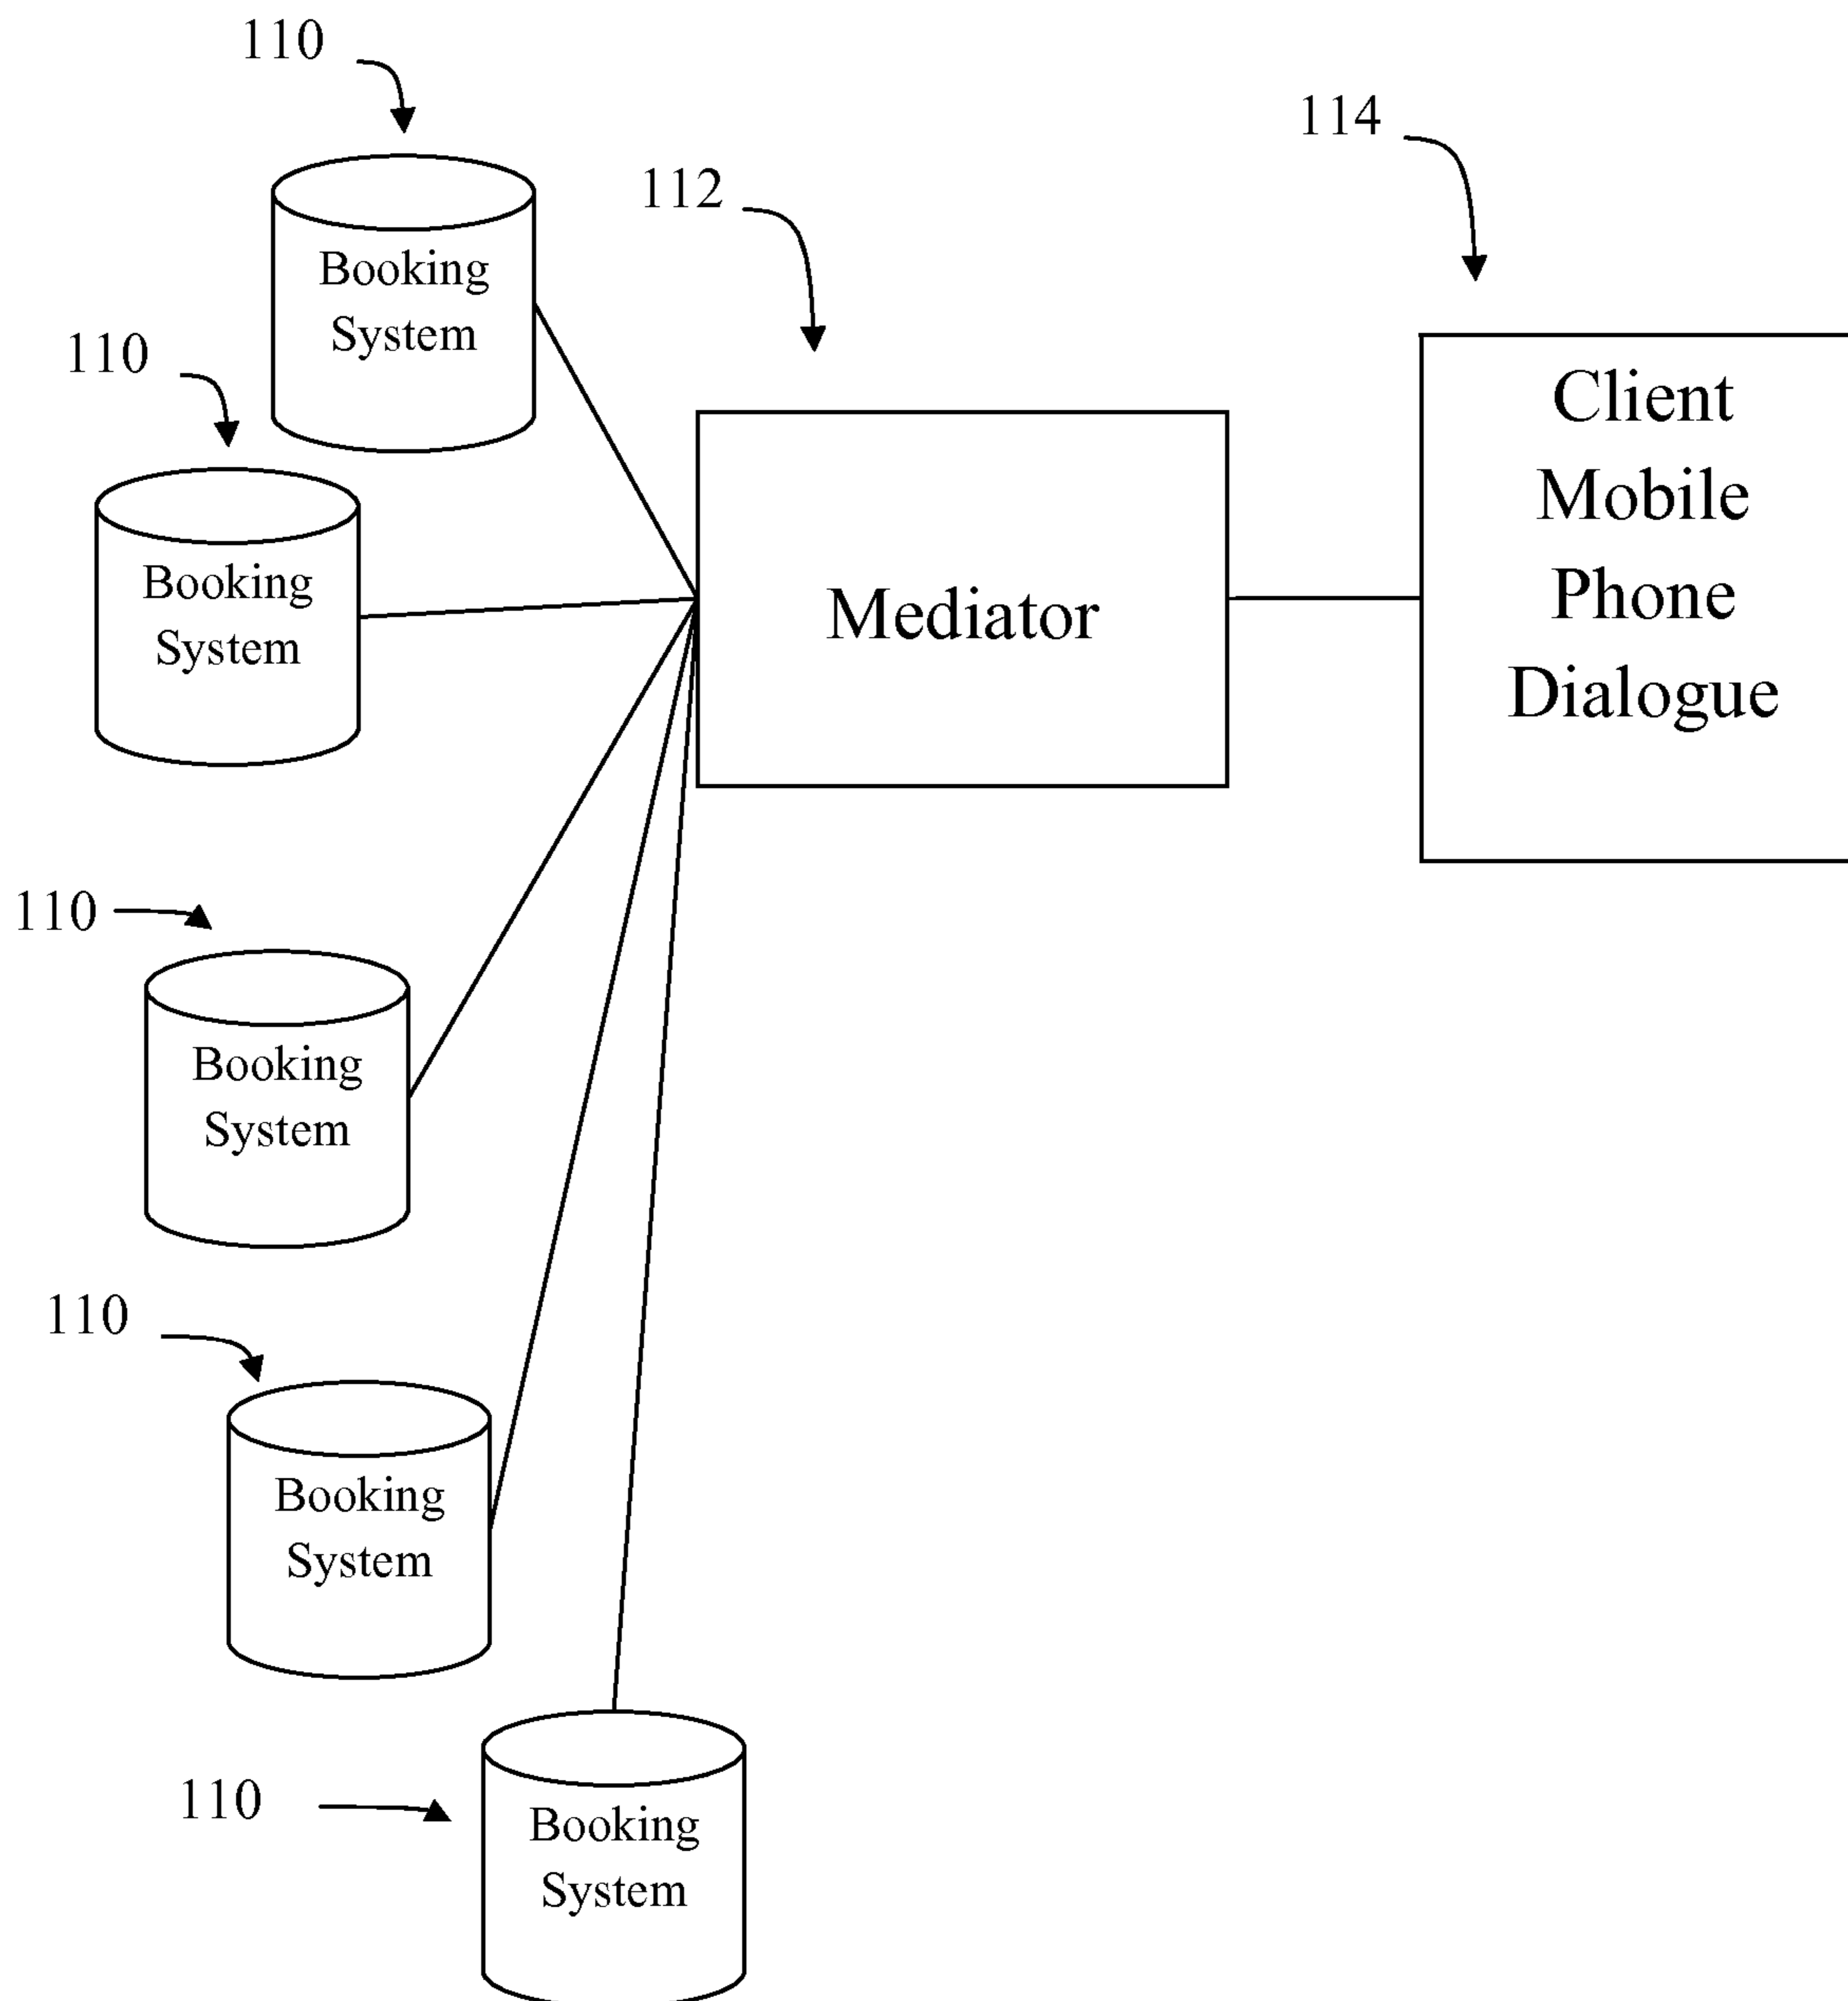 110
114
112
Booking
System
110
Client
Mobile
Phone
Dialogue
Booking
System
Mediator
110
Booking
System
110
Booking
System
110
Booking
System